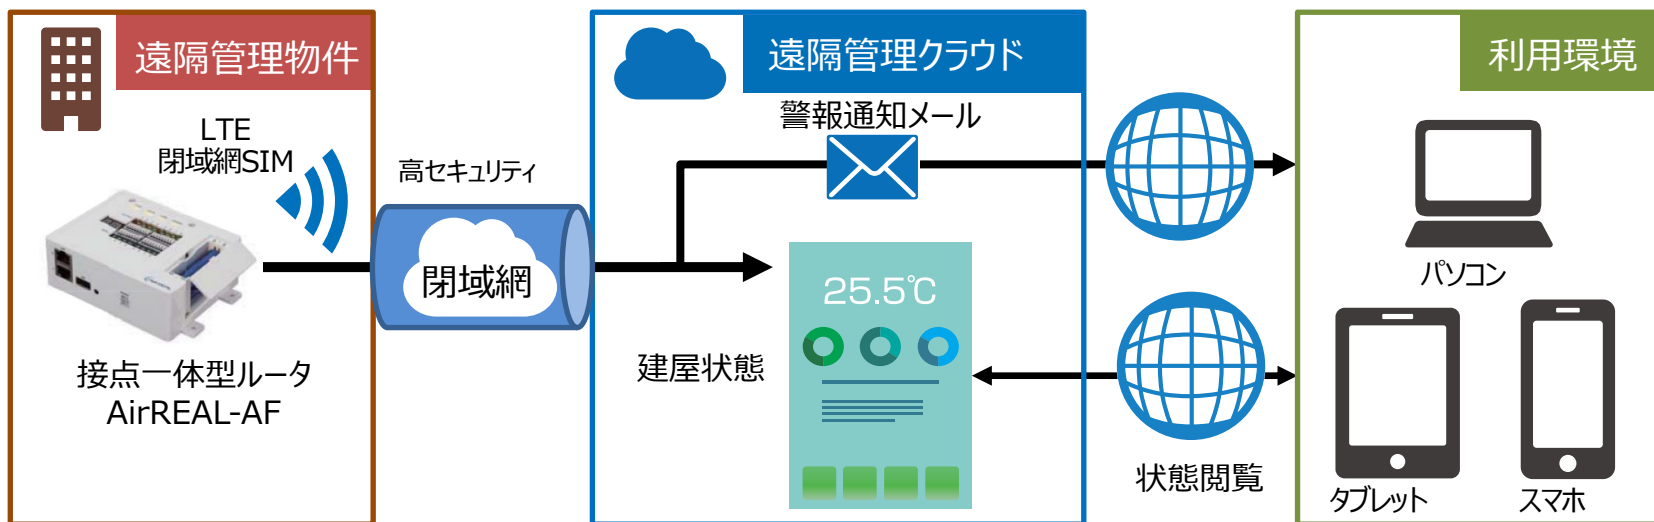 遠隔管理物件
LTE
閉域網SIM
接点一体型ルータ
AirREAL-AF
高セキュリティ
閉域網
遠隔管理クラウド
警報通知メール
建屋状態
25.5℃
状態閲覧
利用環境
パソコン
タブレット
スマホ